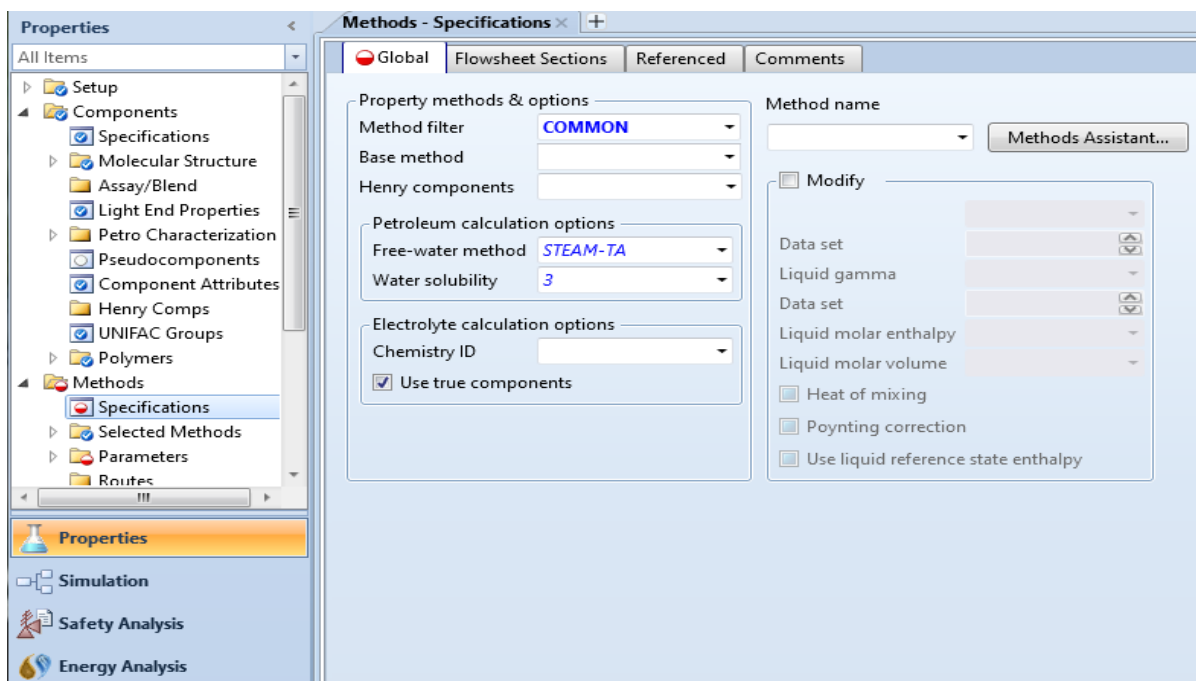 Properties
All Items
Setup
Components
Specifications
Molecular Structure
Assay/Blend
Light End Properties
Petro Characterization
Pseudocomponents
Component Attributes
Henry Comps
UNIFAC Groups
Polymers
Methods
Specifications
Selected Methods
Parameters
Routes
Properties
Simulation
Safety Analysis
Energy Analysis
Methods - Specifications
Global Flowsheet Sections Referenced Comments
Property methods & options
Method filter COMMON
Base method
Henry components
Petroleum calculation options
Free-water method STEAM-TA
Water solubility 3
Electrolyte calculation options
Chemistry ID
Use true components
Method name
Methods Assistant...
Modify
Data set
Liquid gamma
Data set
Liquid molar enthalpy
Liquid molar volume
Heat of mixing
Poynting correction
Use liquid reference state enthalpy